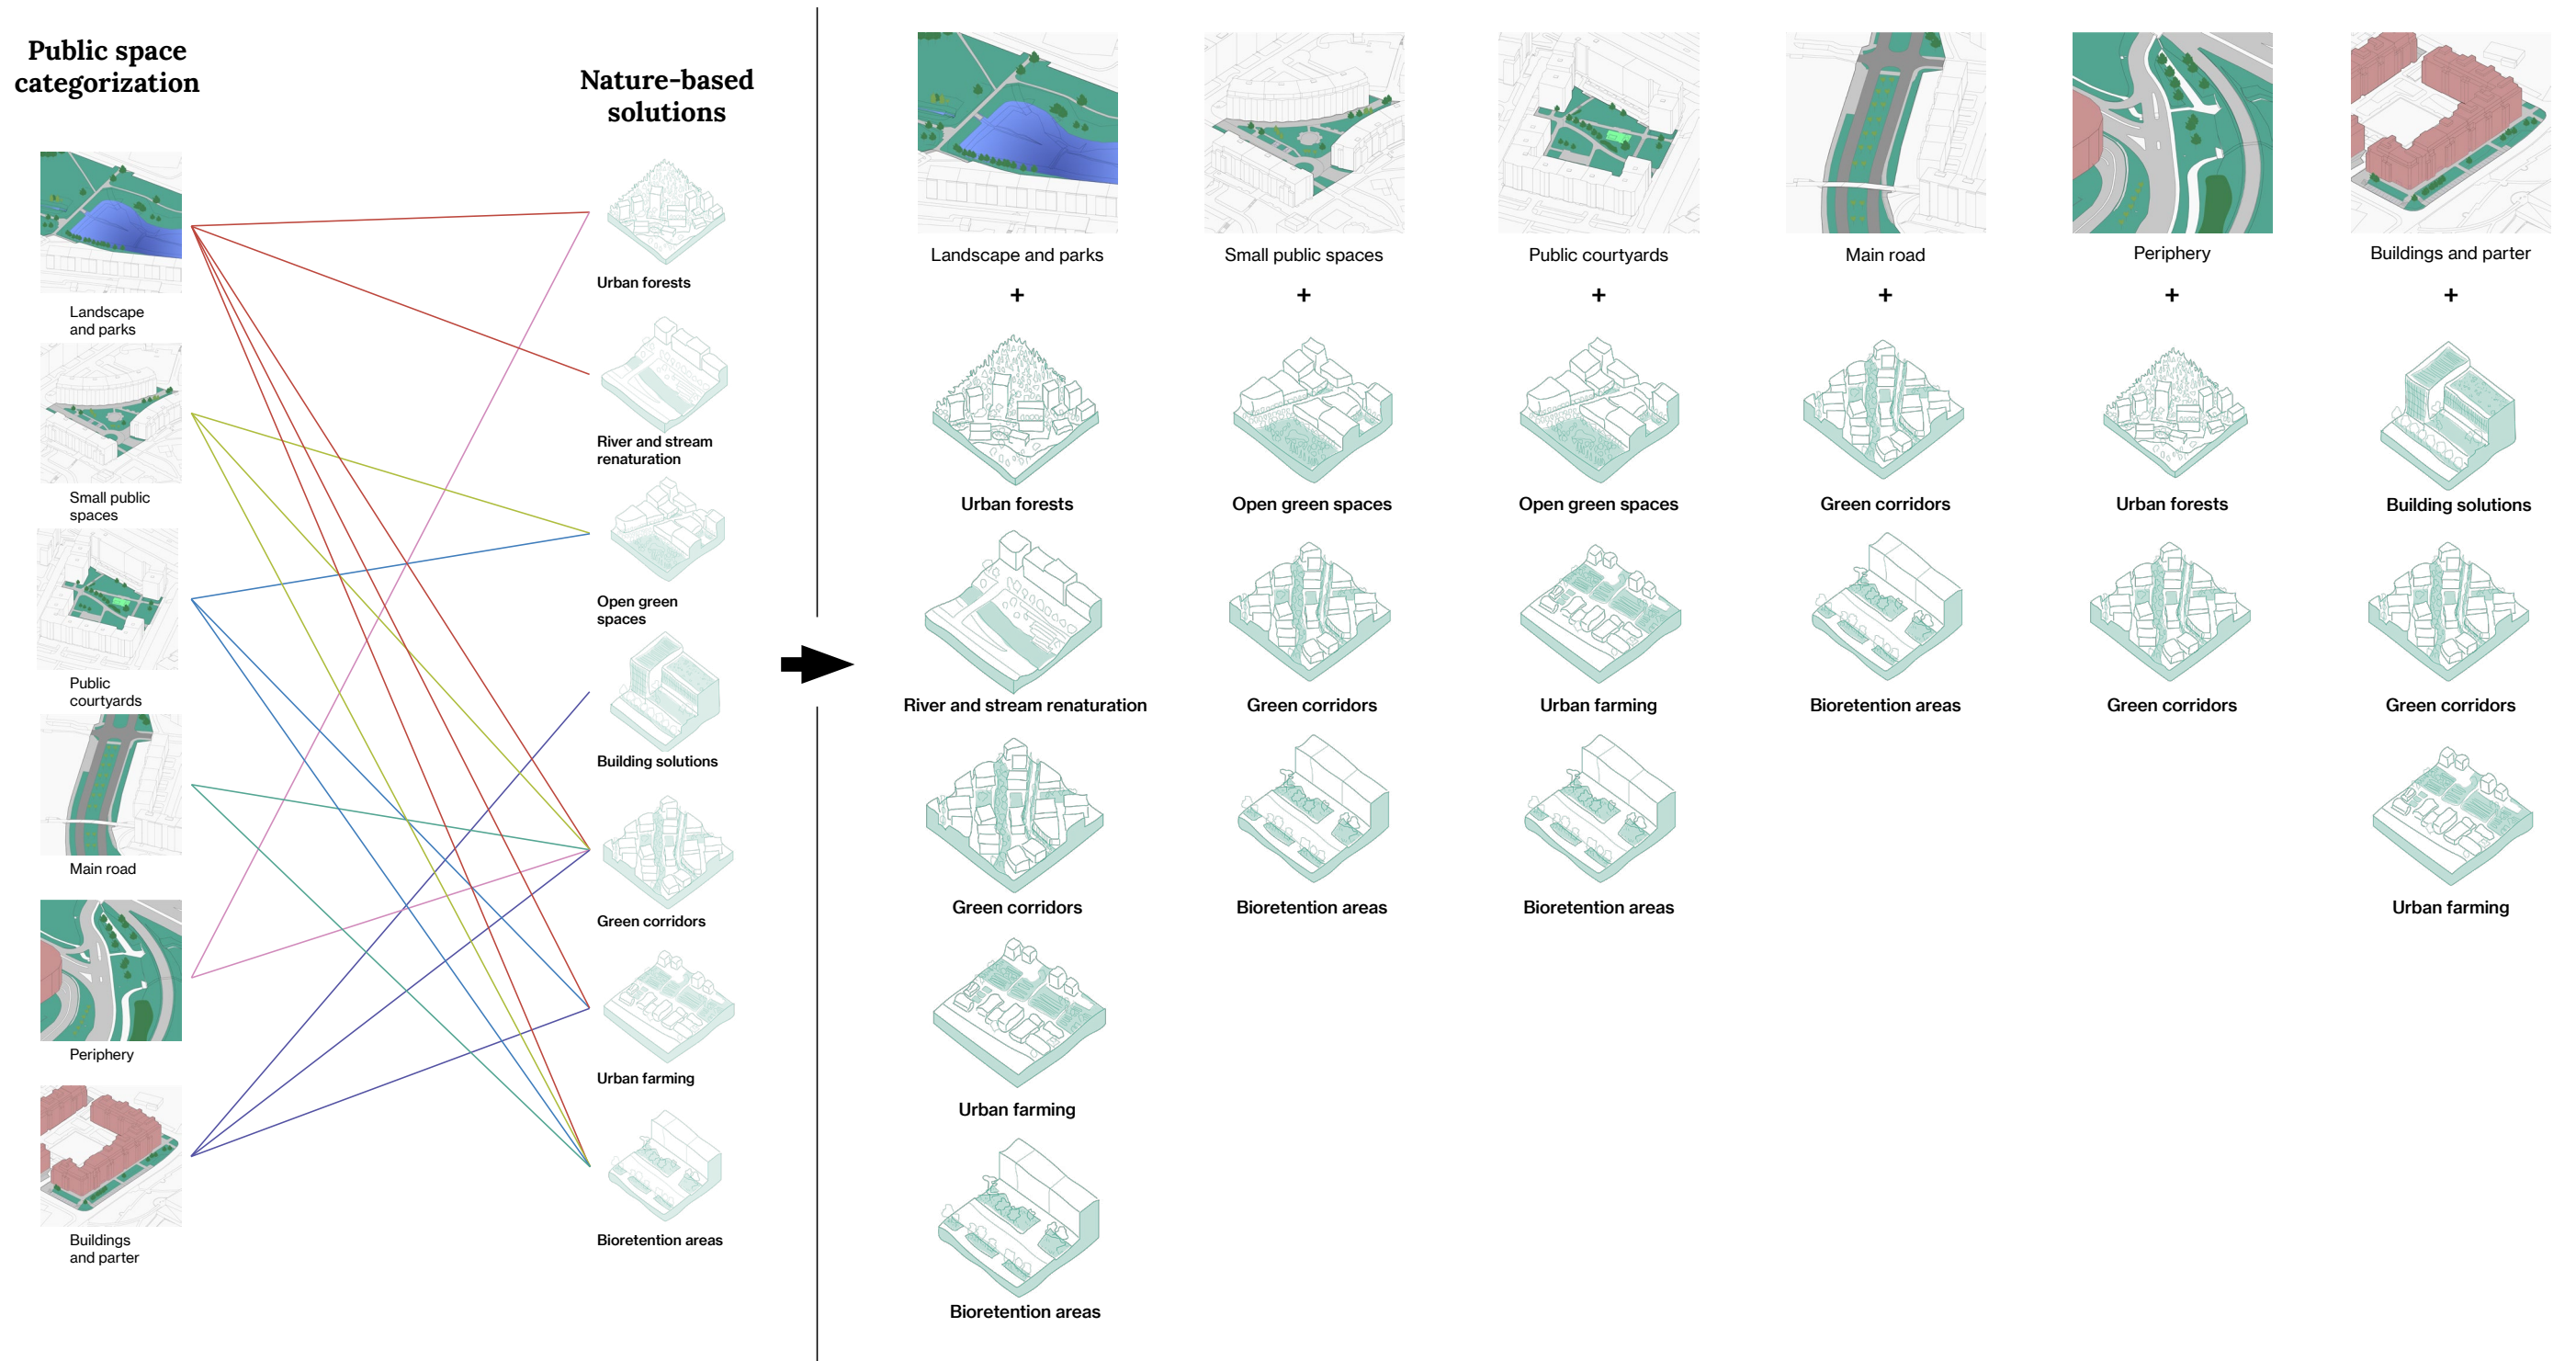 Public space
categorization
Nature-based
solutions
Landscape
and parks
Small public
spaces
Public
courtyards
Main road
Periphery
Buildings
and parter
Urban forests
River and stream
renaturation
Open green
spaces
Building solutions
Green corridors
Urban farming
Bioretention areas
Landscape and parks
+
Urban forests
River and stream renaturation
Green corridors
Urban farming
Bioretention areas
Small public spaces
+
Open green spaces
Green corridors
Bioretention areas
Public courtyards
+
Open green spaces
Urban farming
Bioretention areas
Main road
+
Green corridors
Bioretention areas
Periphery
+
Urban forests
Green corridors
Buildings and parter
+
Building solutions
Green corridors
Urban farming